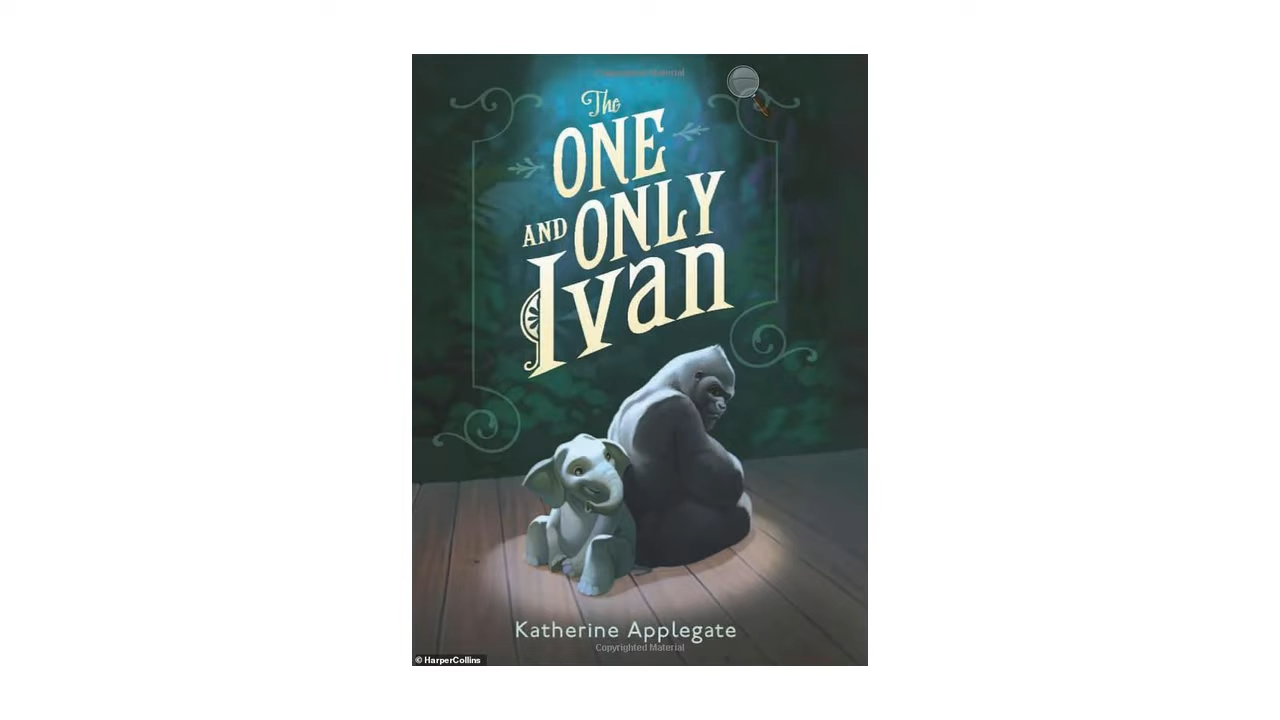 Copyrighted Material
The
ONE
AND ONLY
Ivan
Katherine Applegate
Copyrighted Material
© HarperCollins